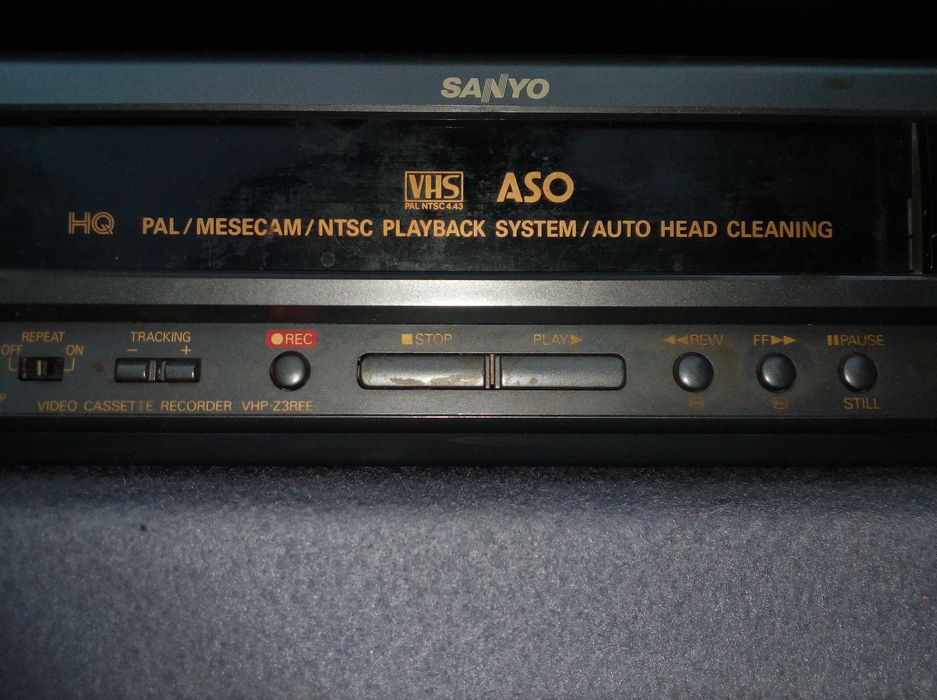 SANYO
VHS ASO
PAL NTSC 4.43
HQ PAL/MESECAM/NTSC PLAYBACK SYSTEM/AUTO HEAD CLEANING
REPEAT TRACKING REC STOP PLAY REW FF PAUSE
OFF ON − +
P VIDEO CASSETTE RECORDER VHP-Z3REE STILL